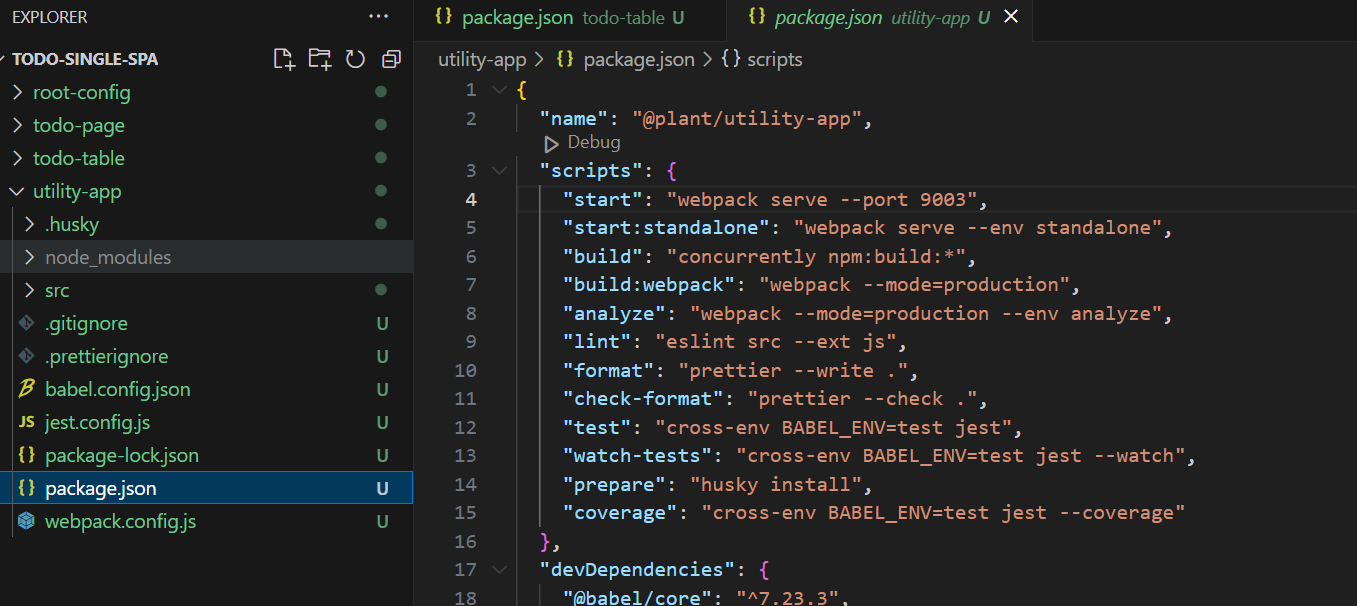 EXPLORER
TODO-SINGLE-SPA
root-config
todo-page
todo-table
utility-app
.husky
node_modules
src
.gitignore U
.prettierignore U
babel.config.json U
JS jest.config.js U
{} package-lock.json U
{} package.json U
webpack.config.js U
{} package.json todo-table U
{} package.json utility-app U
utility-app > {} package.json > {} scripts
1 {
2 "name": "@plant/utility-app",
Debug
3 "scripts": {
4 "start": "webpack serve --port 9003",
5 "start:standalone": "webpack serve --env standalone",
6 "build": "concurrently npm:build:*",
7 "build:webpack": "webpack --mode=production",
8 "analyze": "webpack --mode=production --env analyze",
9 "lint": "eslint src --ext js",
10 "format": "prettier --write .",
11 "check-format": "prettier --check .",
12 "test": "cross-env BABEL_ENV=test jest",
13 "watch-tests": "cross-env BABEL_ENV=test jest --watch",
14 "prepare": "husky install",
15 "coverage": "cross-env BABEL_ENV=test jest --coverage"
16 },
17 "devDependencies": {
18 "@babel/core": "^7.23.3",